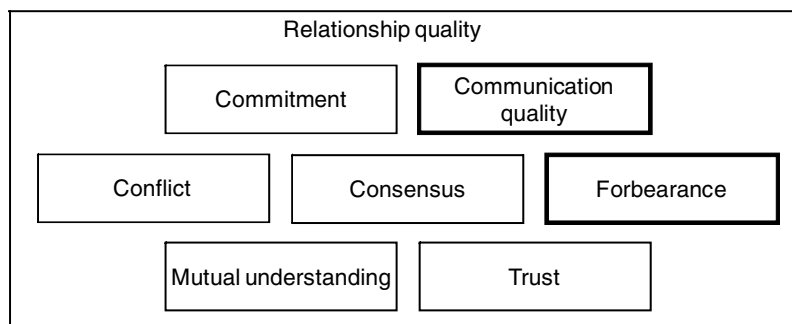 Relationship quality
Commitment
Communication
quality
Conflict
Consensus
Forbearance
Mutual understanding
Trust